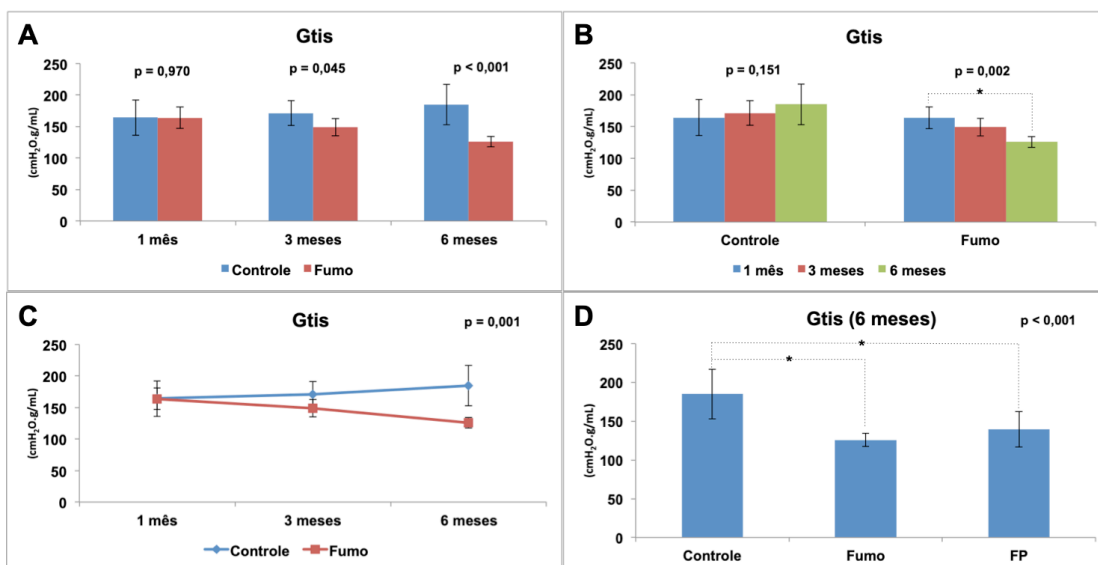 A
Gtis
p = 0,970
p = 0,045
p < 0,001
(cmH₂O.g/mL)
250
200
150
100
50
0
1 mês
3 meses
6 meses
Controle
Fumo
B
Gtis
p = 0,151
p = 0,002
*
(cmH₂O.g/mL)
250
200
150
100
50
0
Controle
Fumo
1 mês
3 meses
6 meses
C
Gtis
p = 0,001
(cmH₂O.g/mL)
250
200
150
100
50
0
1 mês
3 meses
6 meses
Controle
Fumo
D
Gtis (6 meses)
p < 0,001
*
*
(cmH₂O.g/mL)
250
200
150
100
50
0
Controle
Fumo
FP